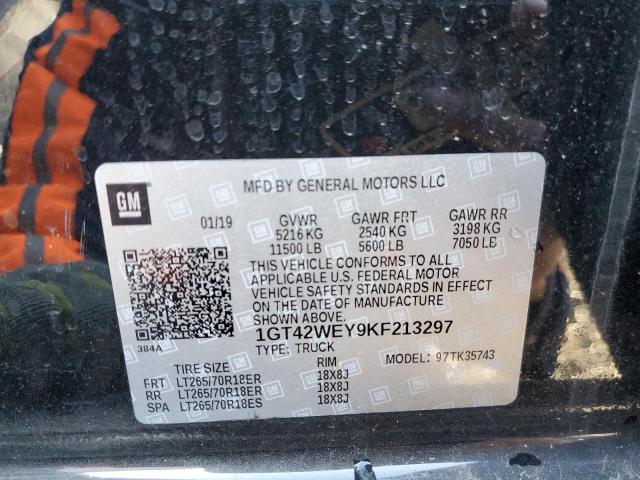 MFD BY GENERAL MOTORS LLC
GM
01/19 GVWR GAWR FRT GAWR RR
5216 KG 2540 KG 3198 KG
11500 LB 5600 LB 7050 LB
THIS VEHICLE CONFORMS TO ALL
APPLICABLE U.S. FEDERAL MOTOR
VEHICLE SAFETY STANDARDS IN EFFECT
ON THE DATE OF MANUFACTURE
SHOWN ABOVE.
384A
1GT42WEY9KF213297
TYPE: TRUCK MODEL: 97TK35743
TIRE SIZE RIM
FRT LT265/70R18ER 18X8J
RR LT265/70R18ER 18X8J
SPA LT265/70R18ES 18X8J